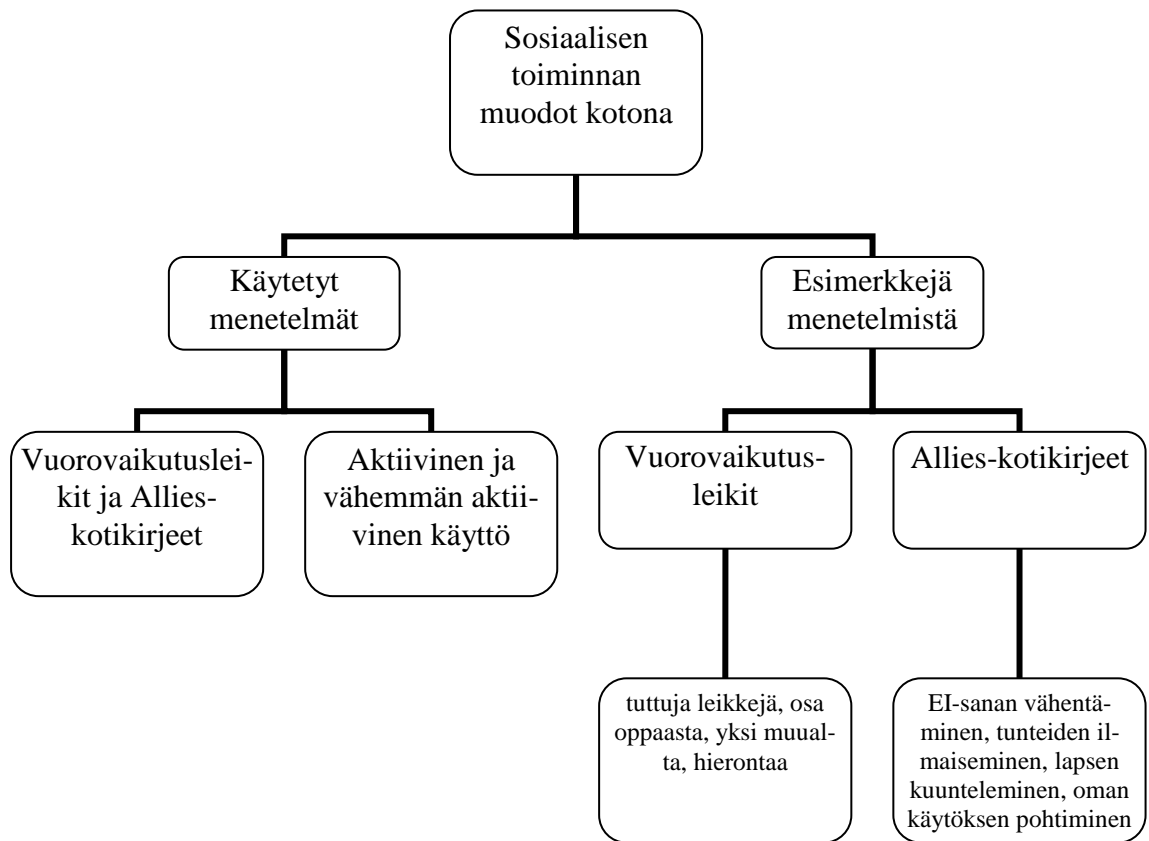 Sosiaalisen
toiminnan
muodot kotona
Käytetyt
menetelmät
Esimerkkejä
menetelmistä
Vuorovaikutuslei-
kit ja Allies-
kotikirjeet
Aktiivinen ja
vähemmän aktii-
vinen käyttö
Vuorovaikutus-
leikit
Allies-kotikirjeet
tuttuja leikkejä, osa
oppaasta, yksi muual-
ta, hierontaa
EI-sanan vähentä-
minen, tunteiden il-
maiseminen, lapsen
kuunteleminen, oman
käytöksen pohtiminen